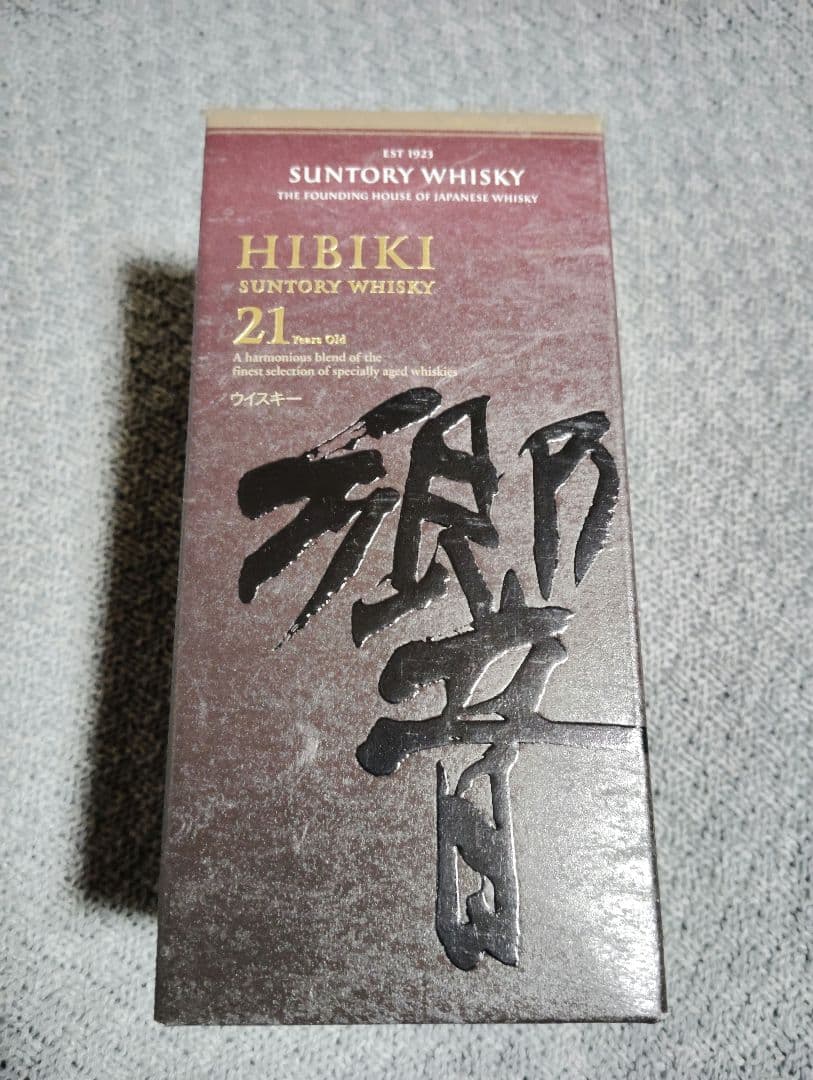 EST 1923
SUNTORY WHISKY
THE FOUNDING HOUSE OF JAPANESE WHISKY
HIBIKI
SUNTORY WHISKY
21 Years Old
A harmonious blend of the
finest selection of specially aged whiskies
ウイスキー
響